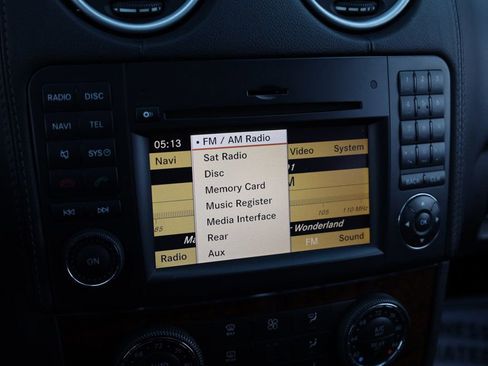 RADIO DISC
NAVI TEL
SYS
ON
BACK
05:13
Navi
• FM / AM Radio
Sat Radio
Disc
Memory Card
Music Register
Media Interface
Rear
Aux
Video System
105 110 MHz
85
Wonderland
Radio
FM Sound